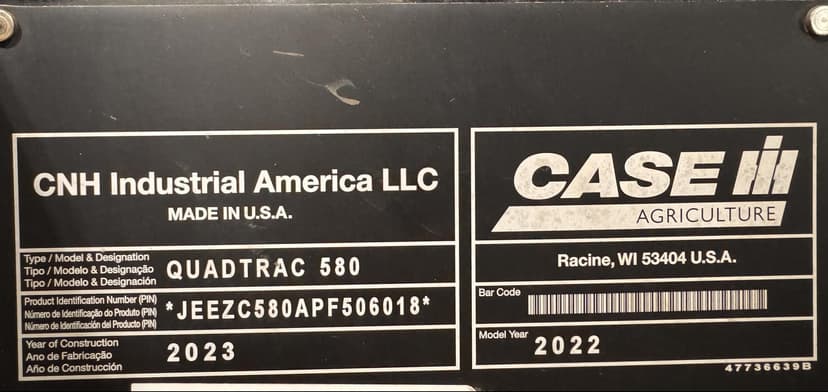 CNH Industrial America LLC
MADE IN U.S.A.
Type / Model & Designation
Tipo / Modelo & Designação
Tipo / Modelo & Designación
QUADTRAC 580
Product Identification Number (PIN)
Número de Identificação do Produto (PIN)
Número de Identificación del Producto (PIN)
*JEEZC580APF506018*
Year of Construction
Ano de Fabricação
Año de Construcción
2023
CASE IH
AGRICULTURE
Racine, WI 53404 U.S.A.
Bar Code
Model Year
2022
47736639B